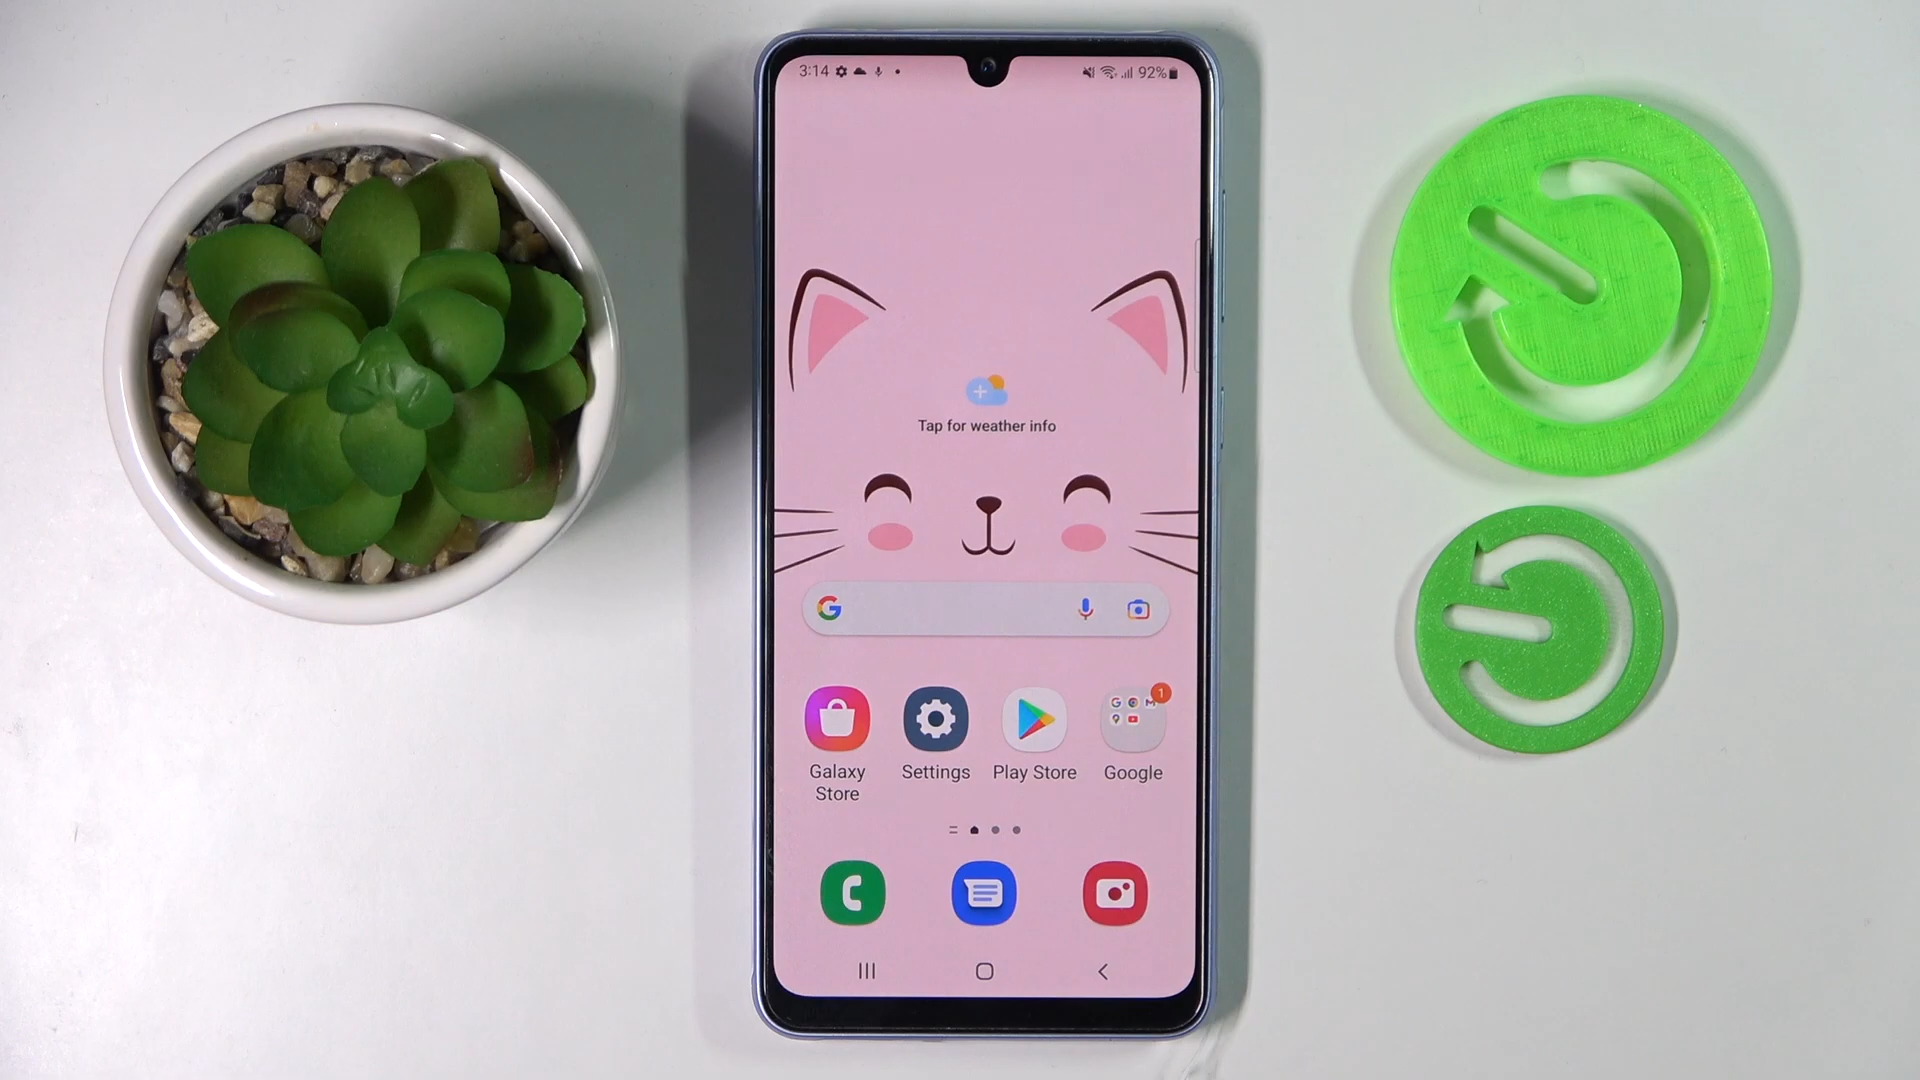 3:14
92%
Tap for weather info
Galaxy
Store
Settings
Play Store
Google
1